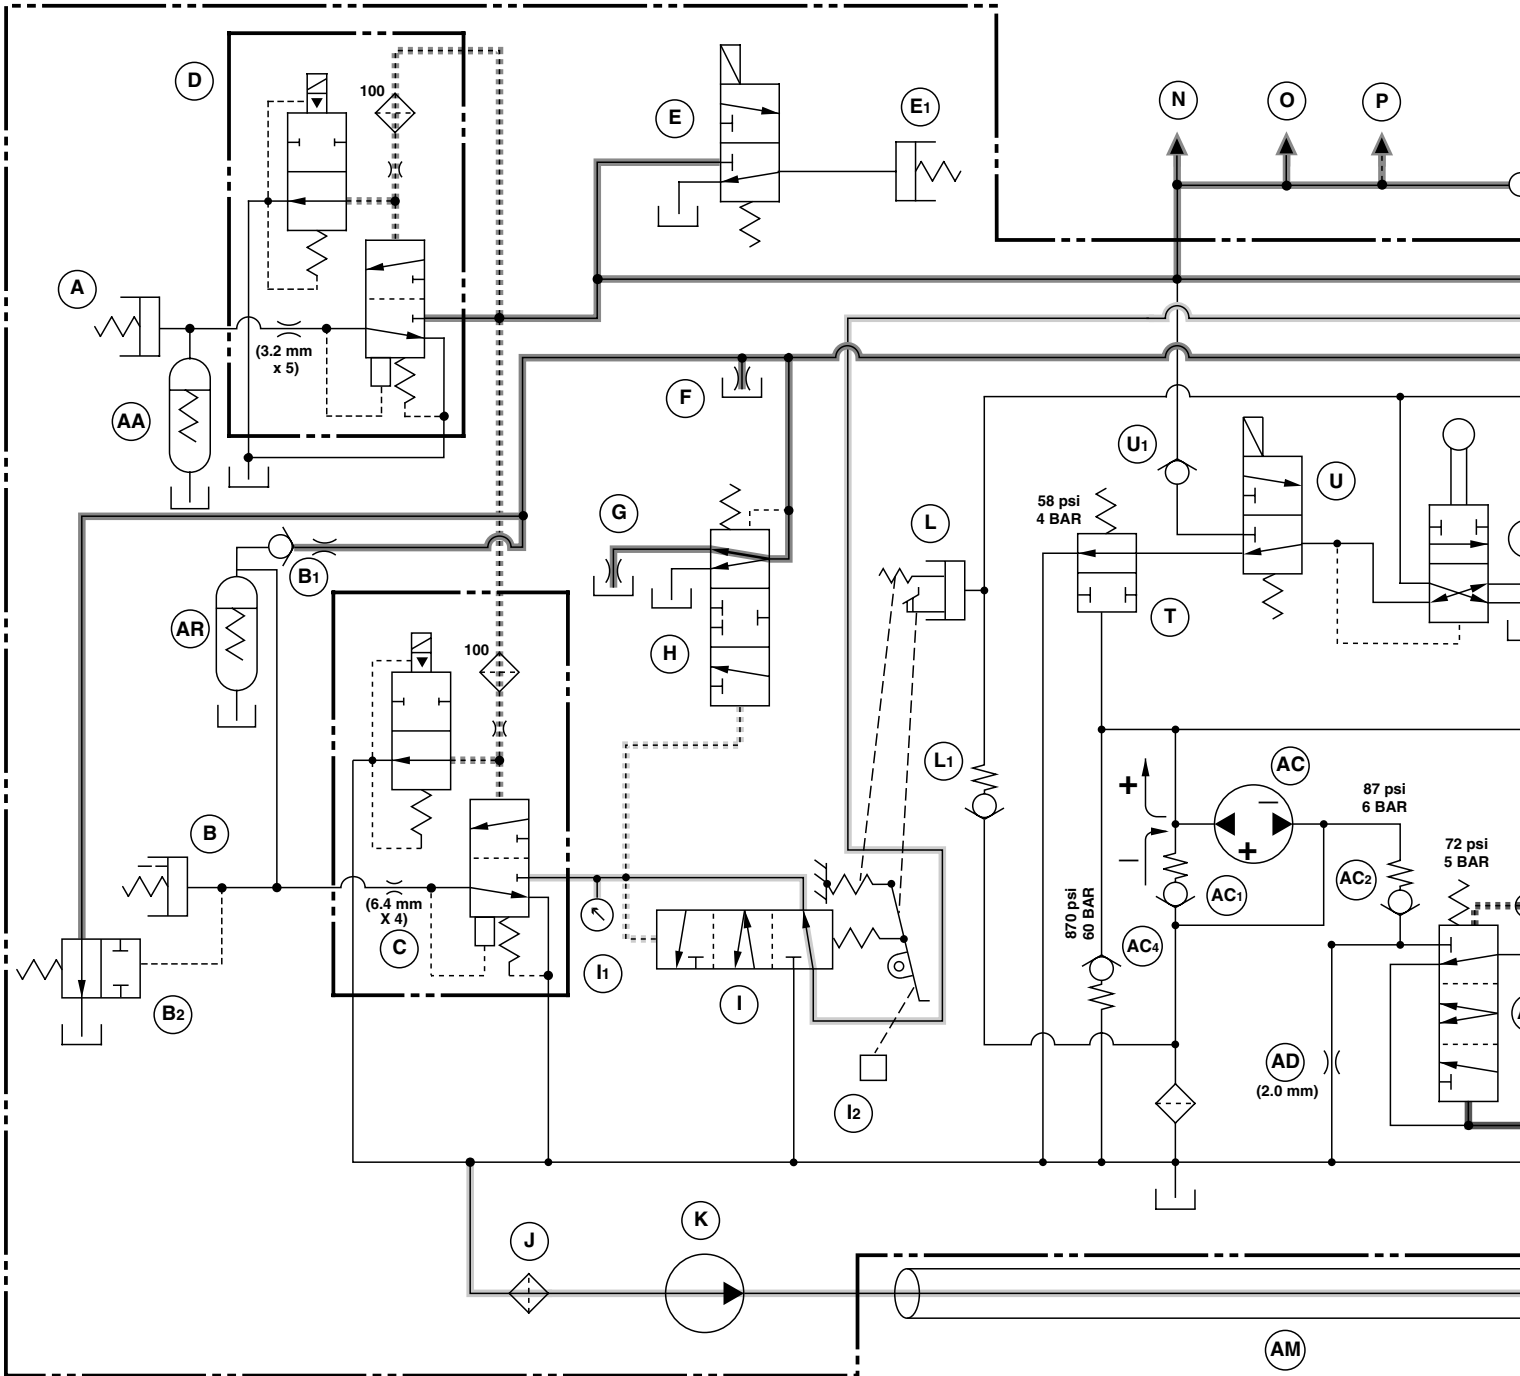 D
100
E
E1
N
O
P
A
(3.2 mm
x 5)
AA
F
U1
U
58 psi
4 BAR
G
L
B1
AR
T
H
100
L1
AC
87 psi
6 BAR
B
72 psi
5 BAR
AC2
AC1
870 psi
60 BAR
(6.4 mm
X 4)
C
AC4
I1
I
B2
AD
(2.0 mm)
I2
K
J
AM